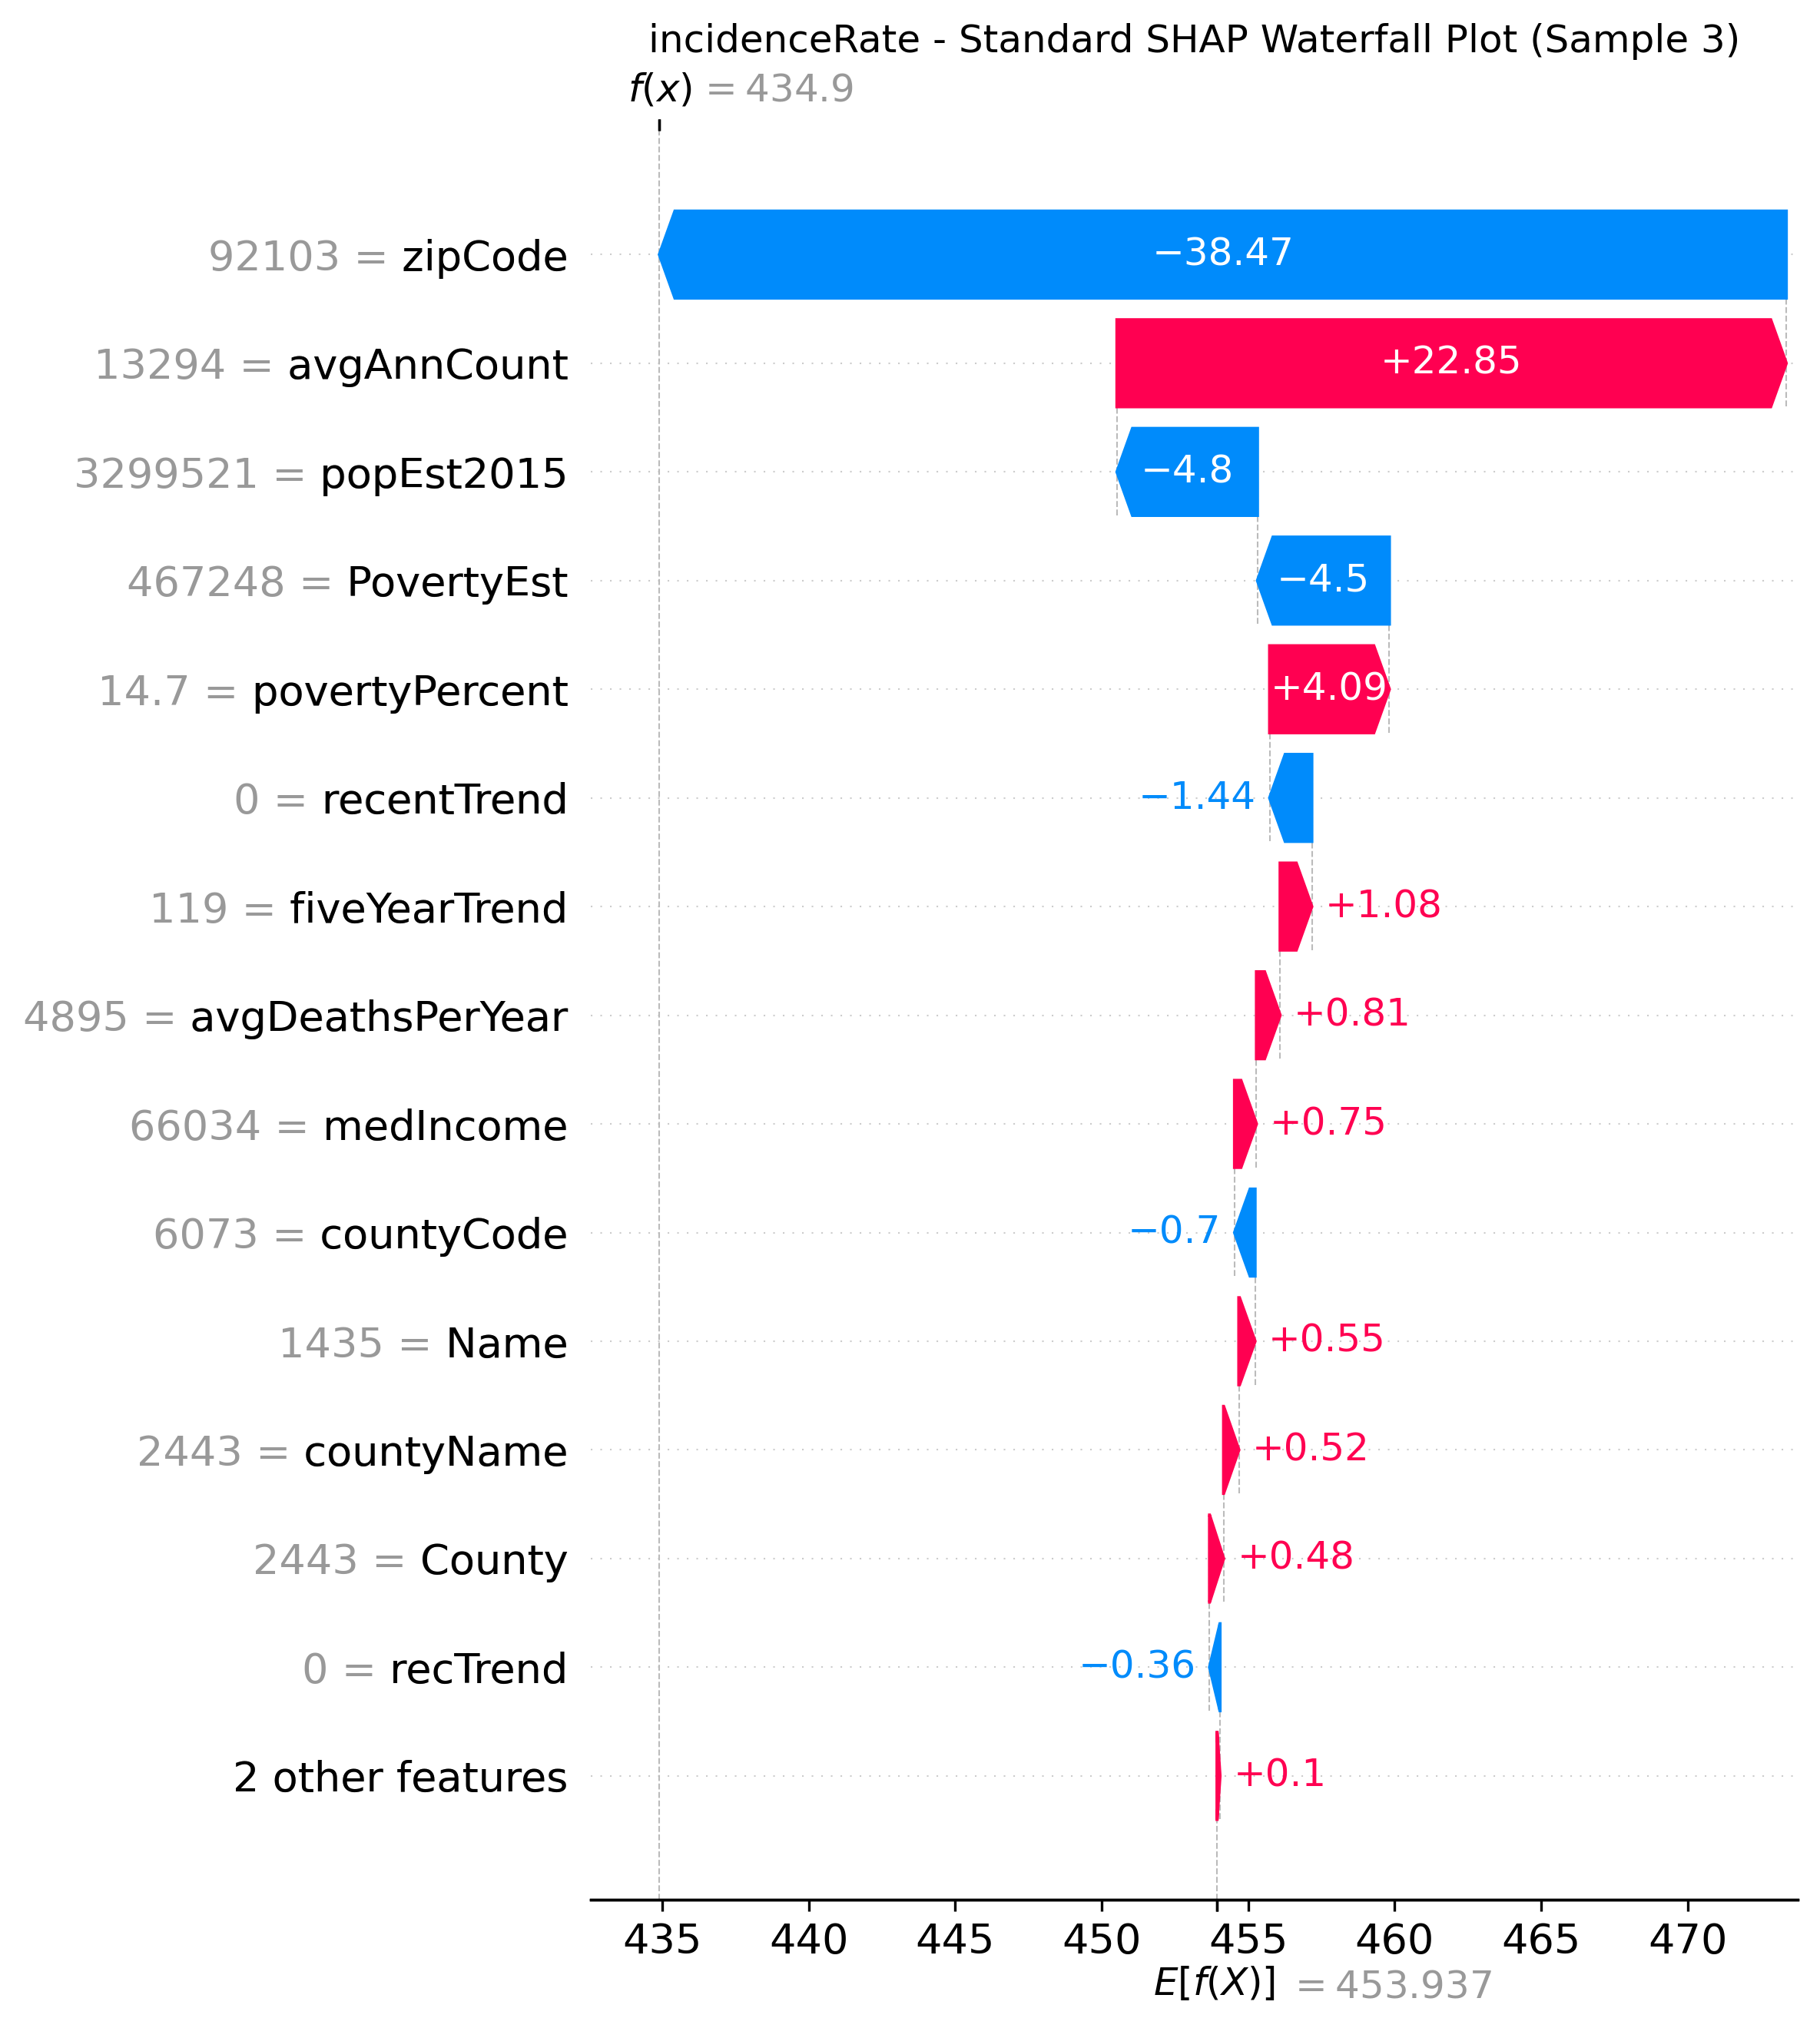 incidenceRate - Standard SHAP Waterfall Plot (Sample 3)
f(x) = 434.9
92103 = zipCode −38.47
13294 = avgAnnCount +22.85
3299521 = popEst2015 −4.8
467248 = PovertyEst −4.5
14.7 = povertyPercent +4.09
0 = recentTrend −1.44
119 = fiveYearTrend +1.08
4895 = avgDeathsPerYear +0.81
66034 = medIncome +0.75
6073 = countyCode −0.7
1435 = Name +0.55
2443 = countyName +0.52
2443 = County +0.48
0 = recTrend −0.36
2 other features +0.1
435 440 445 450 455 460 465 470
E[f(X)] = 453.937